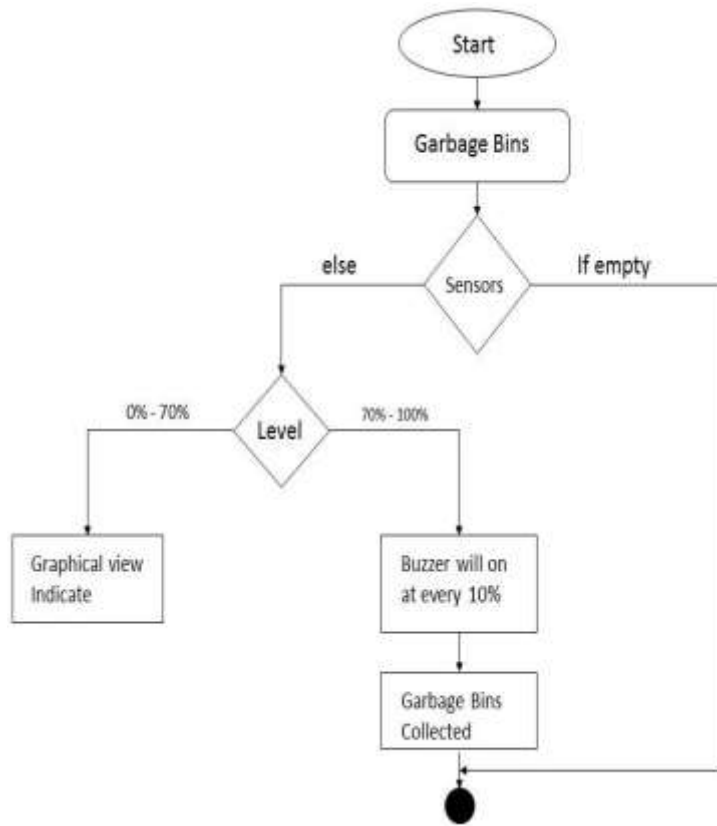 Start
Garbage Bins
Sensors
else
If empty
Level
0% - 70%
70% - 100%
Graphical view
Indicate
Buzzer will on
at every 10%
Garbage Bins
Collected